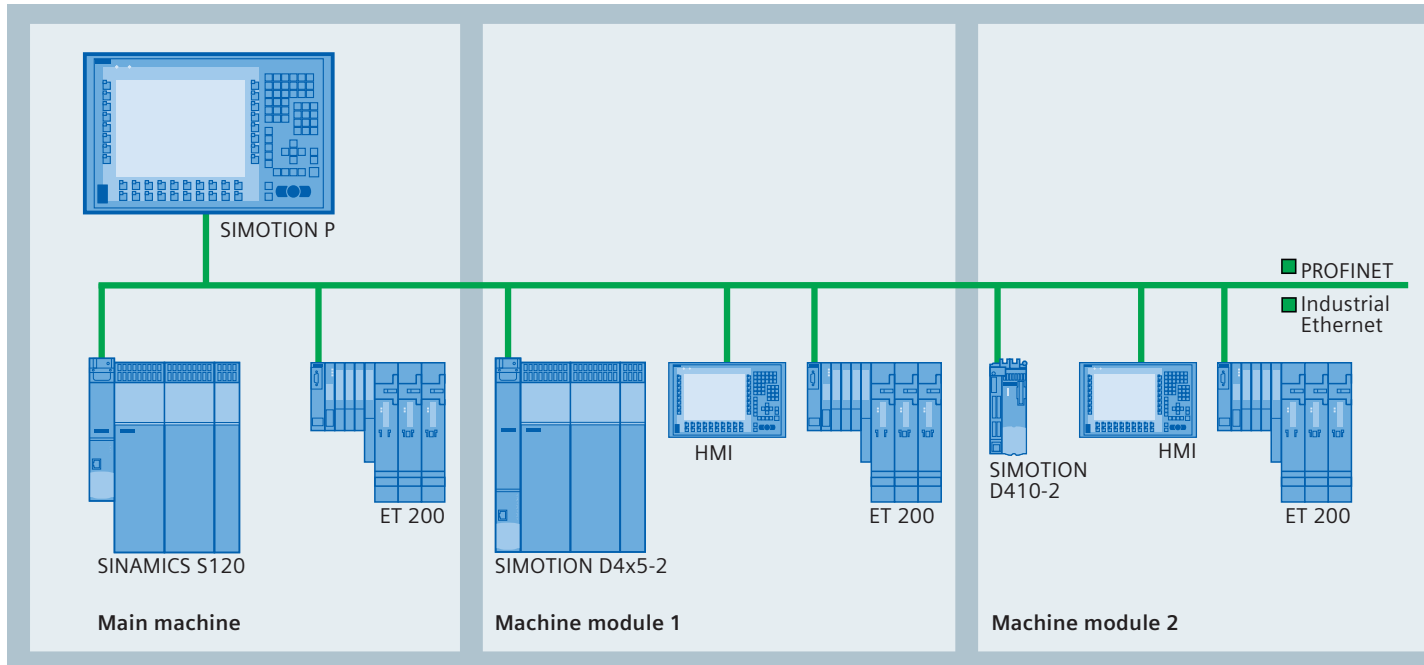 SIMOTION P
PROFINET
Industrial
Ethernet
SINAMICS S120
ET 200
SIMOTION D4x5-2
HMI
ET 200
SIMOTION
D410-2
HMI
ET 200
Main machine
Machine module 1
Machine module 2